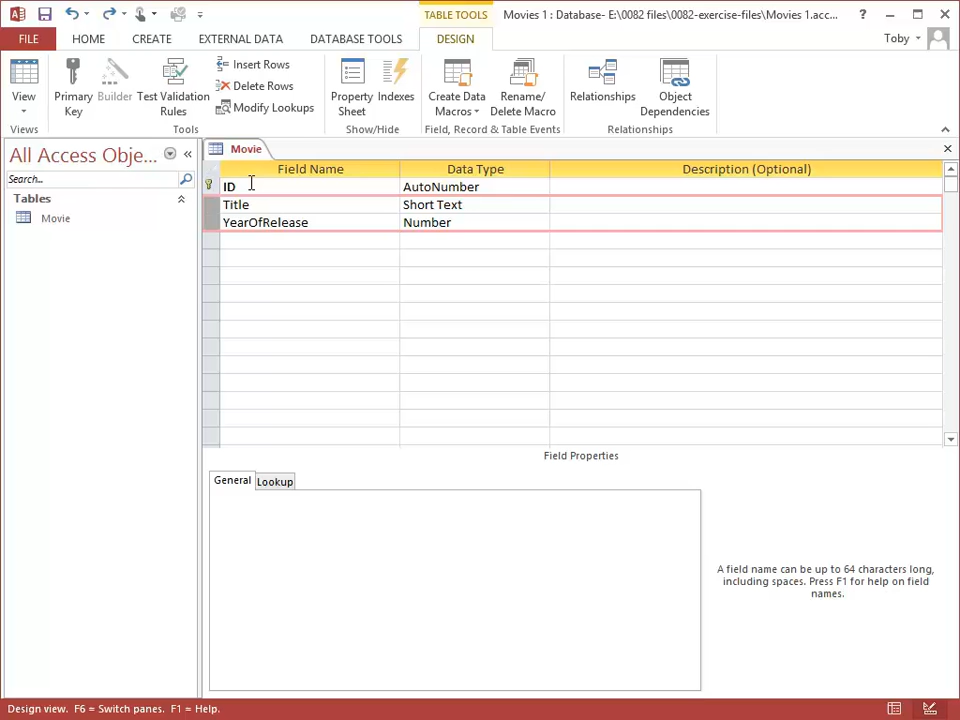 TABLE TOOLS
Movies 1 : Database- E:\0082 files\0082-exercise-files\Movies 1.acc...
?
FILE
HOME
CREATE
EXTERNAL DATA
DATABASE TOOLS
DESIGN
Toby
View
Primary Key
Builder
Test Validation Rules
Insert Rows
Delete Rows
Modify Lookups
Property Sheet
Indexes
Create Data Macros
Rename/ Delete Macro
Relationships
Object Dependencies
Views
Tools
Show/Hide
Field, Record & Table Events
Relationships
All Access Obje...
Search...
Tables
Movie
Movie
Field Name
Data Type
Description (Optional)
ID
AutoNumber
Title
Short Text
YearOfRelease
Number
Field Properties
General
Lookup
A field name can be up to 64 characters long,
including spaces. Press F1 for help on field
names.
Design view. F6 = Switch panes. F1 = Help.